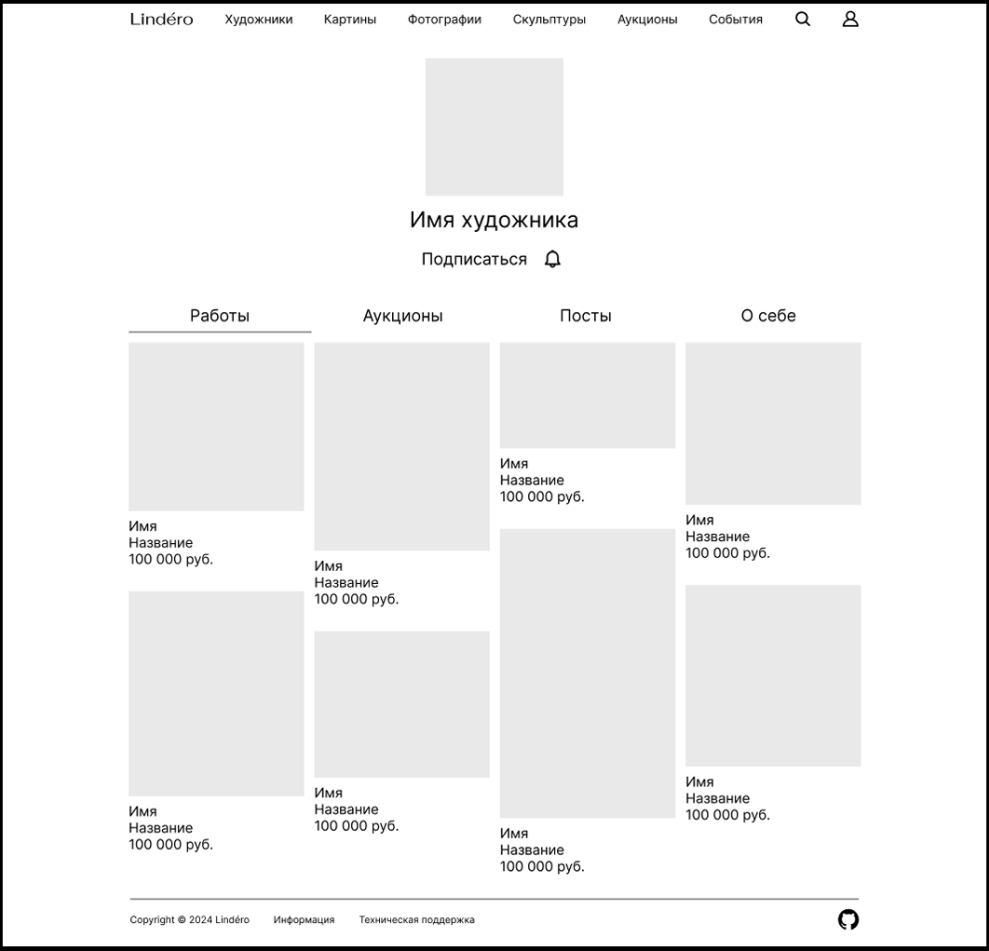 Lindéro Художники Картины Фотографии Скульптуры Аукционы События
Имя художника
Подписаться
Работы Аукционы Посты О себе
Имя
Название
100 000 руб.
Имя
Название
100 000 руб.
Имя
Название
100 000 руб.
Имя
Название
100 000 руб.
Имя
Название
100 000 руб.
Имя
Название
100 000 руб.
Имя
Название
100 000 руб.
Имя
Название
100 000 руб.
Copyright © 2024 Lindéro Информация Техническая поддержка